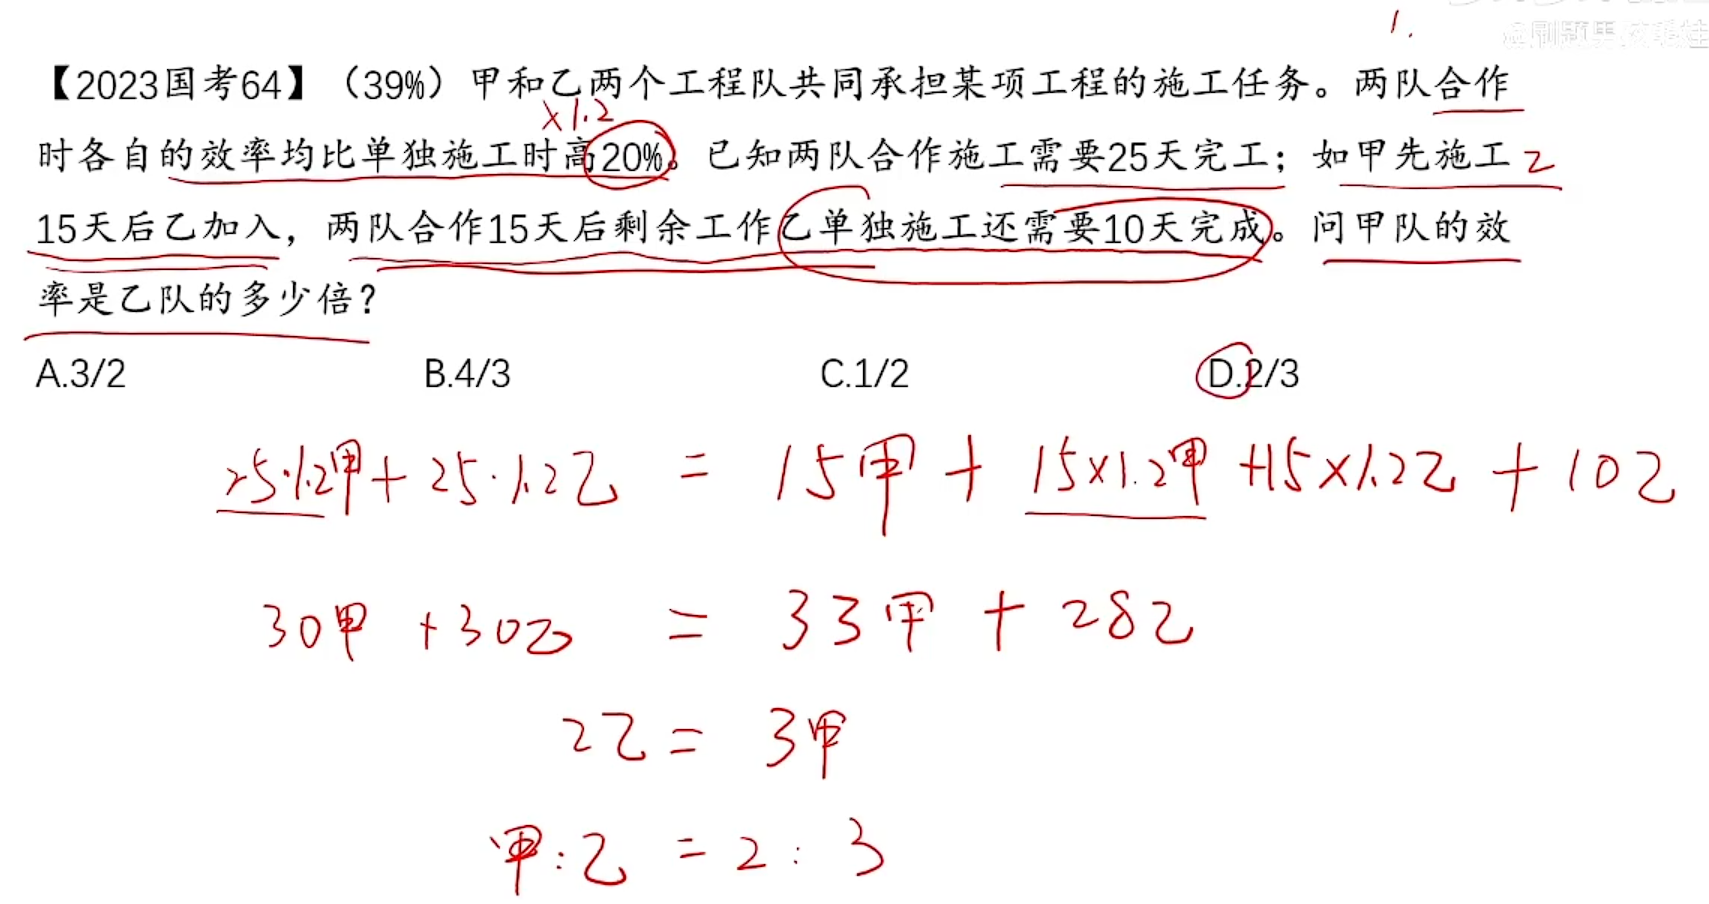 1.
【2023国考64】（39%）甲和乙两个工程队共同承担某项工程的施工任务。两队合作
×1.2
时各自的效率均比单独施工时高20%。已知两队合作施工需要25天完工；如甲先施工 2
15天后乙加入，两队合作15天后剩余工作乙单独施工还需要10天完成。问甲队的效
率是乙队的多少倍？
A.3/2 B.4/3 C.1/2 D.2/3
25·1.2甲+25·1.2乙 = 15甲+15×1.2甲+15×1.2乙+10乙
30甲+30乙 = 33甲+28乙
2乙=3甲
甲:乙=2:3